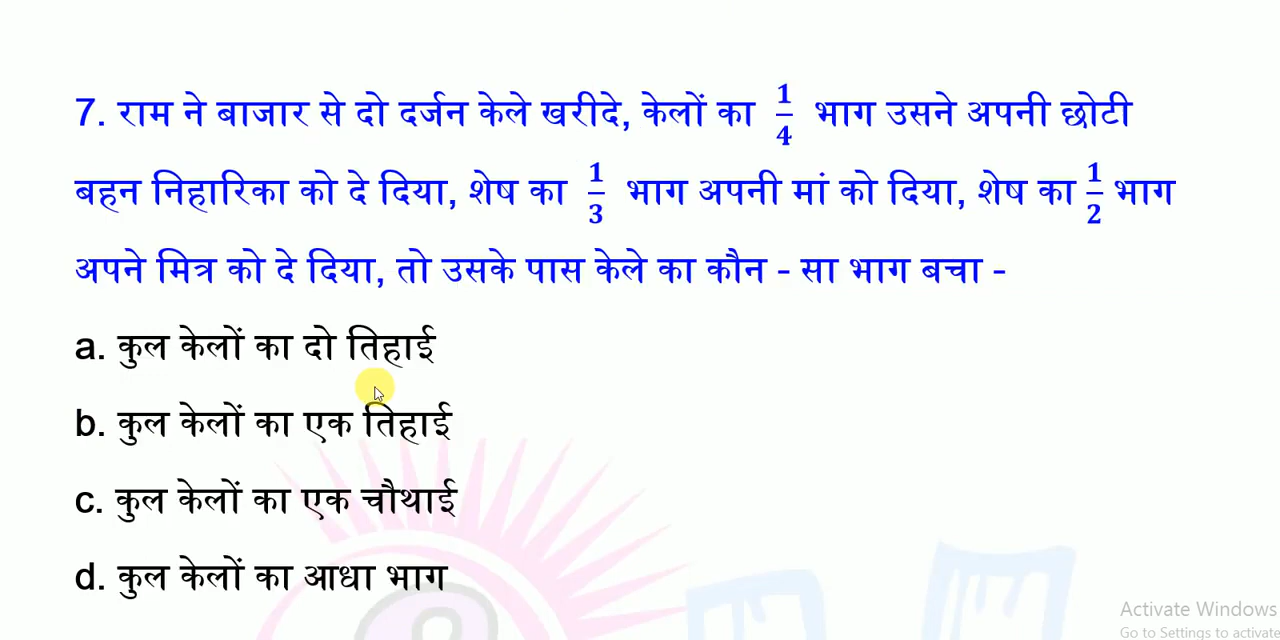 7. राम ने बाजार से दो दर्जन केले खरीदे, केलों का 1/4 भाग उसने अपनी छोटी
बहन निहारिका को दे दिया, शेष का 1/3 भाग अपनी मां को दिया, शेष का 1/2 भाग
अपने मित्र को दे दिया, तो उसके पास केले का कौन - सा भाग बचा -
a. कुल केलों का दो तिहाई
b. कुल केलों का एक तिहाई
c. कुल केलों का एक चौथाई
d. कुल केलों का आधा भाग
Activate Windows
Go to Settings to activate